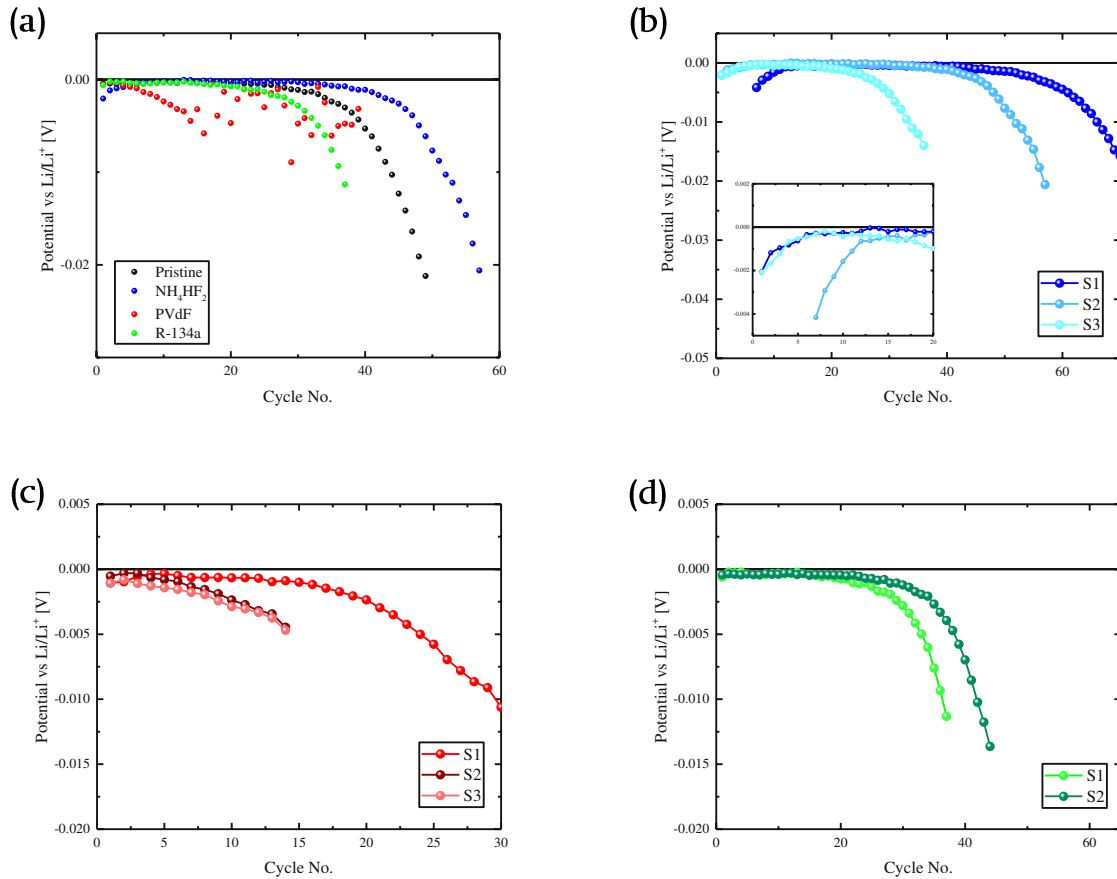 (a)
0.00
-0.02
0
20
40
60
Potential vs Li/Li⁺ [V]
Cycle No.
Pristine
NH₄HF₂
PVdF
R-134a
(b)
0.005
0.00
-0.01
-0.02
-0.03
-0.04
-0.05
0
20
40
60
Potential vs Li/Li⁺ [V]
Cycle No.
0.002
0.000
-0.002
-0.004
0
5
10
15
20
S1
S2
S3
(c)
0.005
0.000
-0.005
-0.010
-0.015
-0.020
0
5
10
15
20
25
30
Potential vs Li/Li⁺ [V]
Cycle No.
S1
S2
S3
(d)
0.005
0.000
-0.005
-0.010
-0.015
-0.020
0
20
40
60
Potential vs Li/Li⁺ [V]
Cycle No.
S1
S2